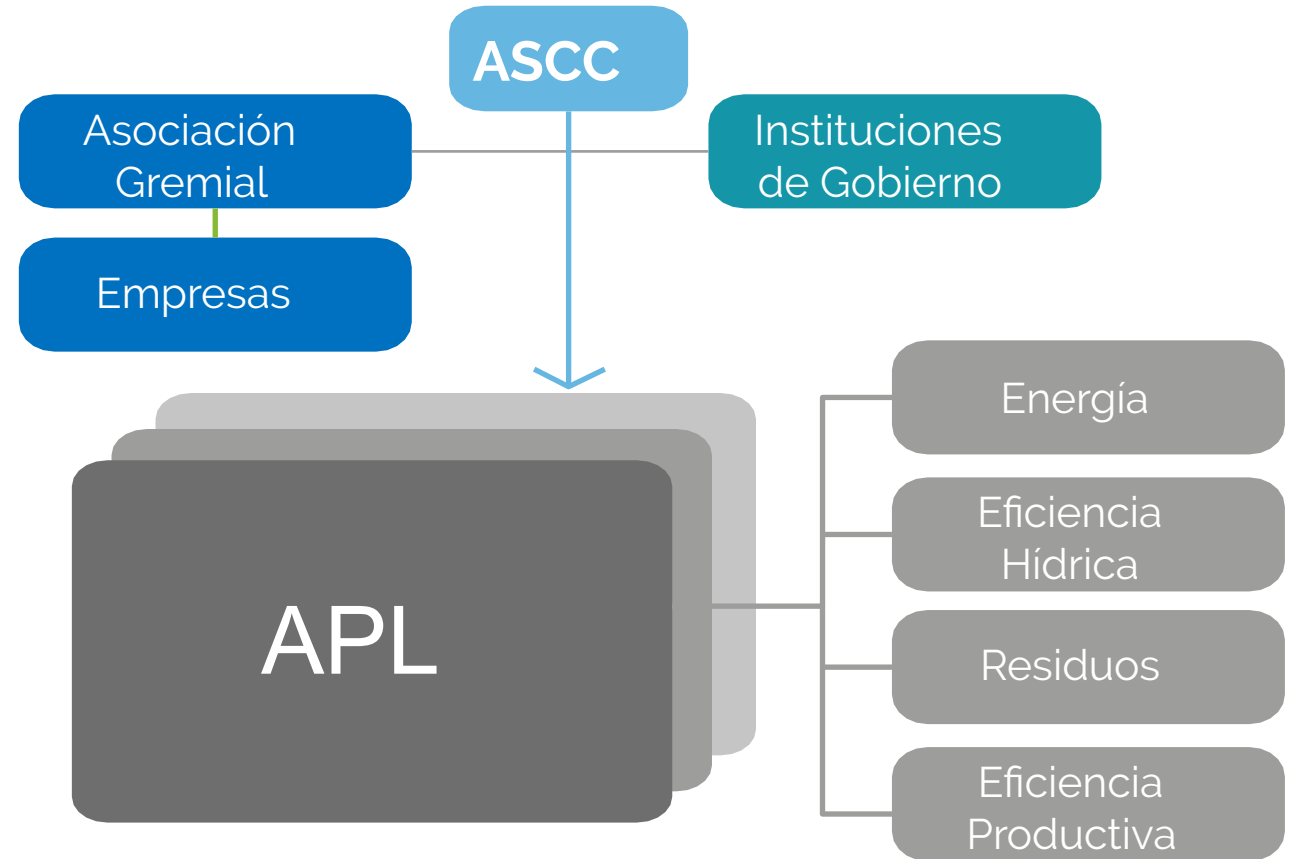 ASCC
Asociación
Gremial
Instituciones
de Gobierno
Empresas
APL
Energía
Eficiencia
Hídrica
Residuos
Eficiencia
Productiva